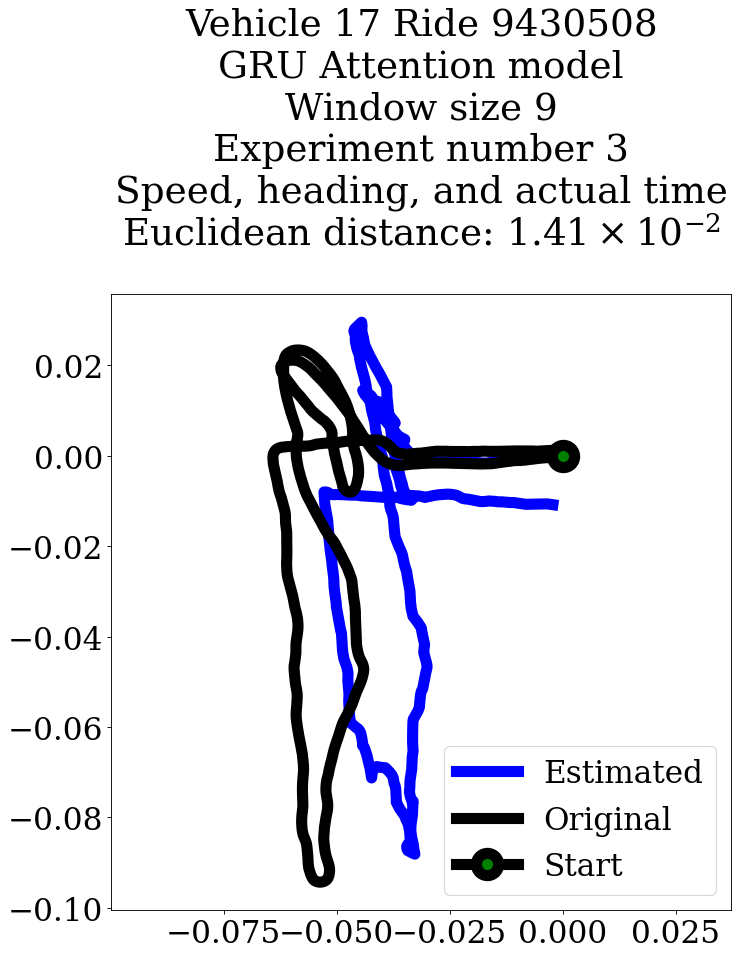 Vehicle 17 Ride 9430508
GRU Attention model
Window size 9
Experiment number 3
Speed, heading, and actual time
Euclidean distance: 1.41 × 10⁻²
0.02
0.00
−0.02
−0.04
−0.06
−0.08
−0.10
Estimated
Original
Start
−0.075 −0.050 −0.025 0.000 0.025